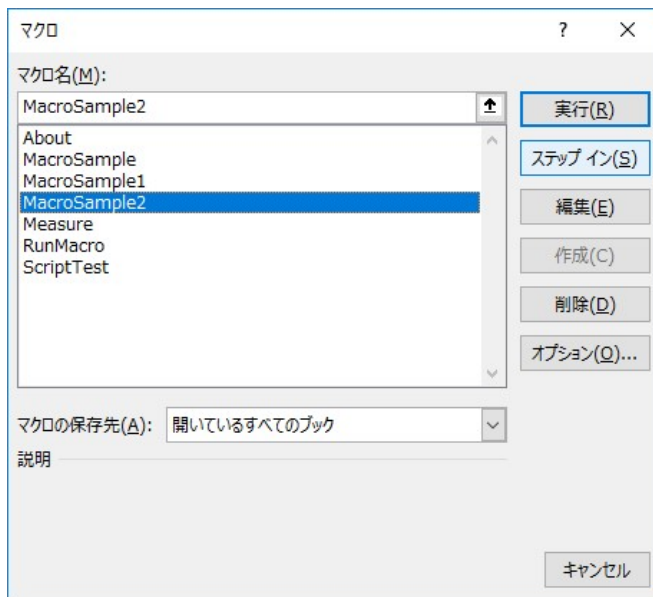 マクロ
マクロ名(M):
MacroSample2
About
MacroSample
MacroSample1
MacroSample2
Measure
RunMacro
ScriptTest
実行(R)
ステップ イン(S)
編集(E)
作成(C)
削除(D)
オプション(O)...
マクロの保存先(A): 開いているすべてのブック
説明
キャンセル